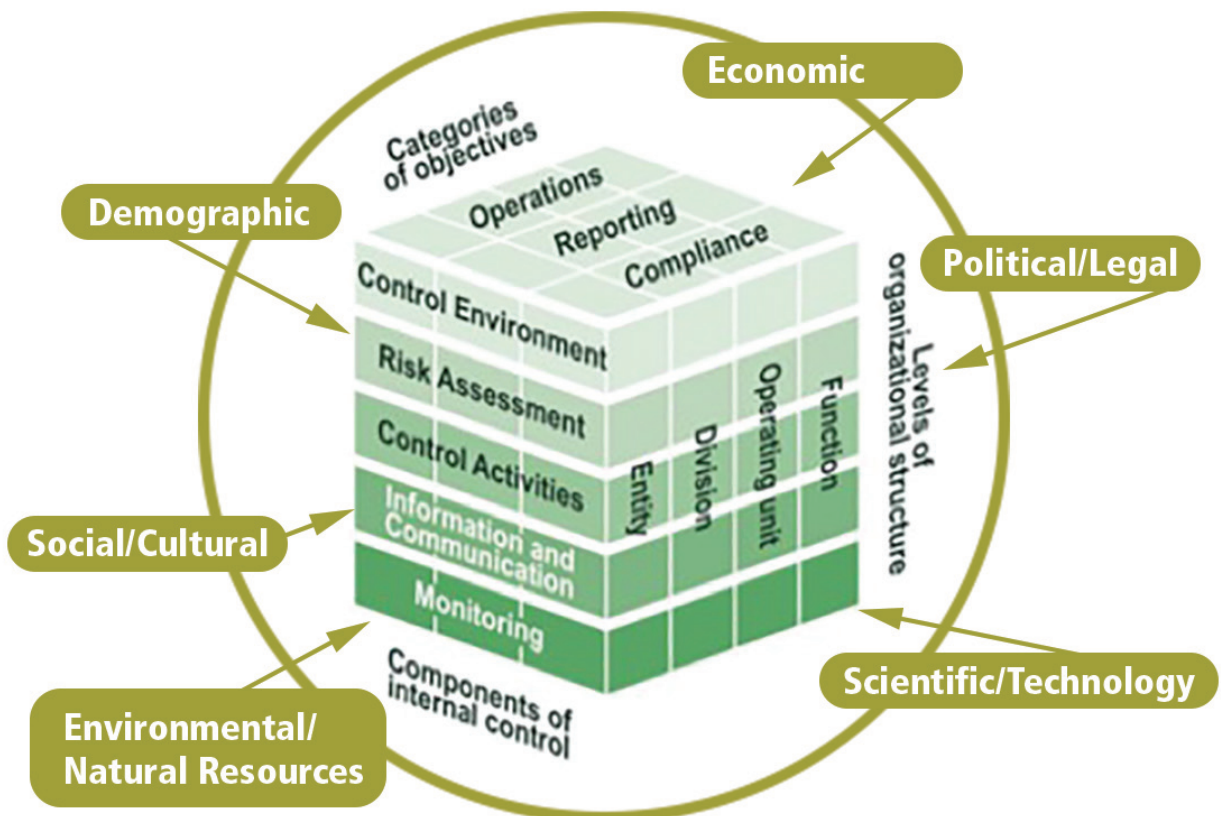 Economic
Categories
of objectives
Demographic
Operations
Reporting
Compliance
Political/Legal
Levels of
organizational structure
Control Environment
Risk Assessment
Control Activities
Information and
Communication
Monitoring
Entity
Division
Operating unit
Function
Social/Cultural
Components of
internal control
Scientific/Technology
Environmental/
Natural Resources